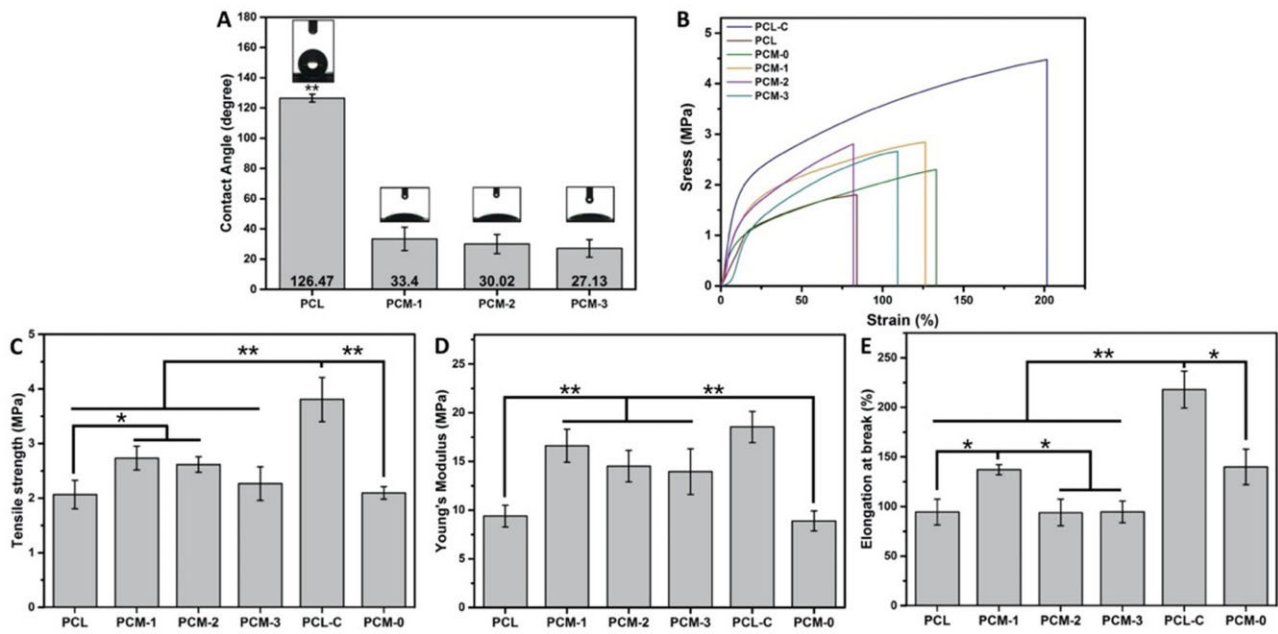 A
180
160
140
120
100
80
60
40
20
0
Contact Angle (degree)
**
126.47
33.4
30.02
27.13
PCL
PCM-1
PCM-2
PCM-3
B
PCL-C
PCL
PCM-0
PCM-1
PCM-2
PCM-3
5
4
3
2
1
0
Sress (MPa)
0
50
100
150
200
Strain (%)
C
5
4
3
2
1
0
Tensile strength (MPa)
**
**
*
PCL
PCM-1
PCM-2
PCM-3
PCL-C
PCM-0
D
25
20
15
10
5
0
Young's Modulus (MPa)
**
**
PCL
PCM-1
PCM-2
PCM-3
PCL-C
PCM-0
E
250
200
150
100
50
0
Elongation at break (%)
**
*
*
*
PCL
PCM-1
PCM-2
PCM-3
PCL-C
PCM-0